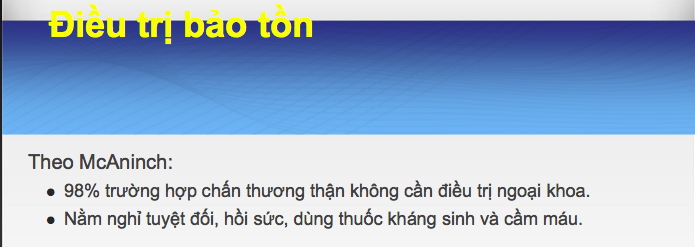 Điều trị bảo tồn
Theo McAninch:
● 98% trường hợp chấn thương thận không cần điều trị ngoại khoa.
● Nằm nghỉ tuyệt đối, hồi sức, dùng thuốc kháng sinh và cầm máu.